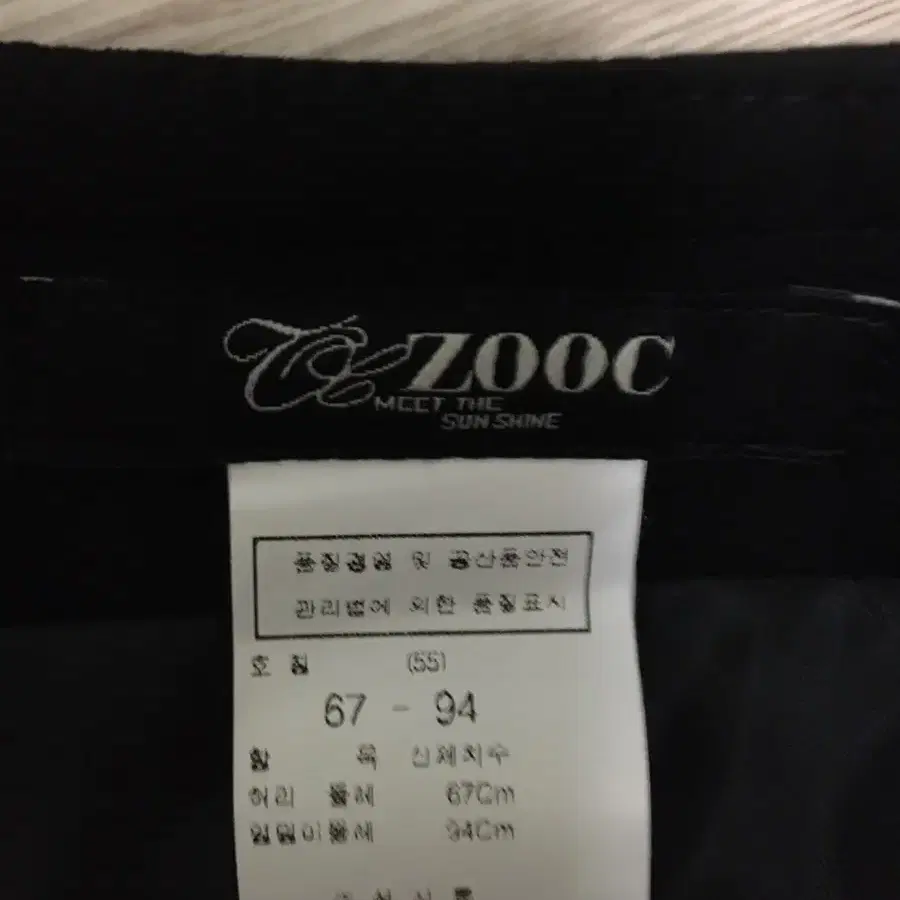 ZOOC
MEET THE
SUN SHINE
품질경영 및 공산품안전
관리법에 의한 품질표시
호 칭 (55)
67 - 94
항 목 신체치수
허리 둘레 67Cm
엉덩이둘레 94Cm